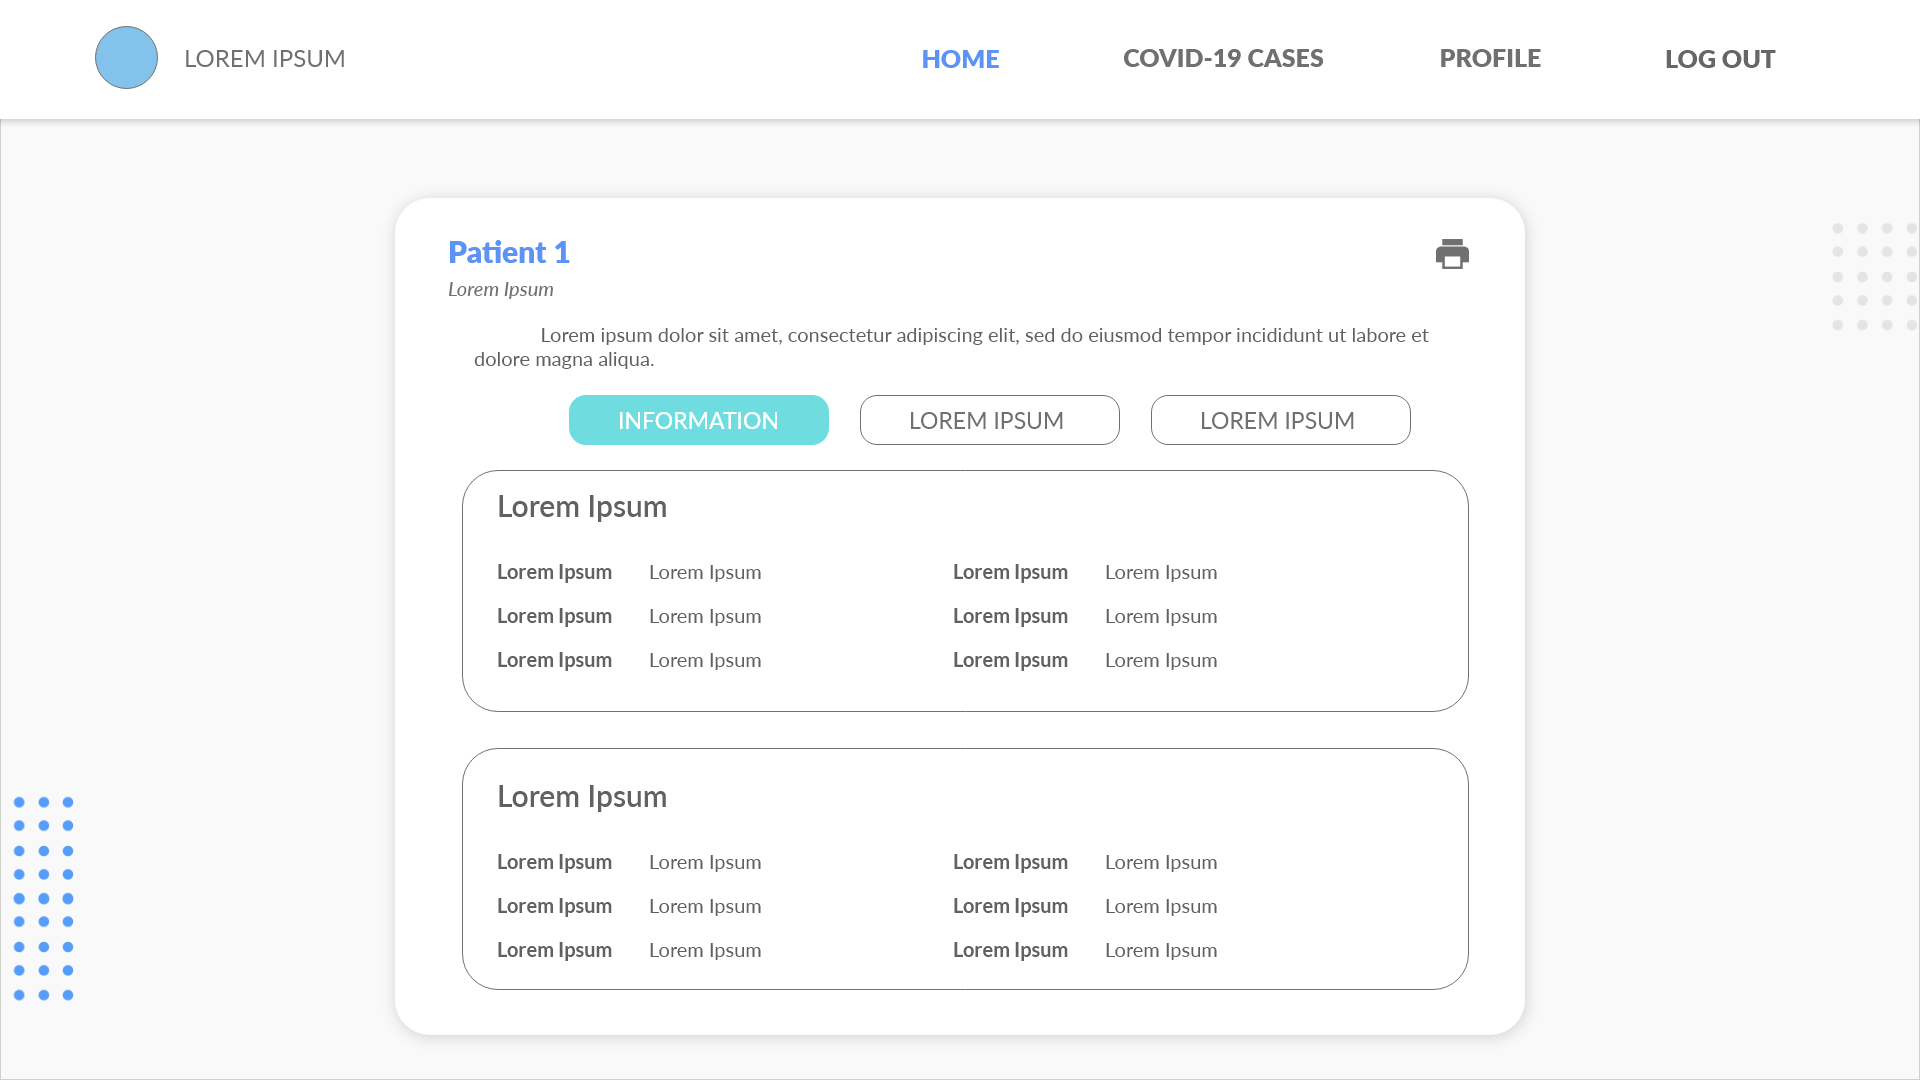 LOREM IPSUM
HOME
COVID-19 CASES
PROFILE
LOG OUT
Patient 1
Lorem Ipsum
Lorem ipsum dolor sit amet, consectetur adipiscing elit, sed do eiusmod tempor incididunt ut labore et
dolore magna aliqua.
INFORMATION
LOREM IPSUM
LOREM IPSUM
Lorem Ipsum
Lorem Ipsum Lorem Ipsum Lorem Ipsum Lorem Ipsum
Lorem Ipsum Lorem Ipsum Lorem Ipsum Lorem Ipsum
Lorem Ipsum Lorem Ipsum Lorem Ipsum Lorem Ipsum
Lorem Ipsum
Lorem Ipsum Lorem Ipsum Lorem Ipsum Lorem Ipsum
Lorem Ipsum Lorem Ipsum Lorem Ipsum Lorem Ipsum
Lorem Ipsum Lorem Ipsum Lorem Ipsum Lorem Ipsum